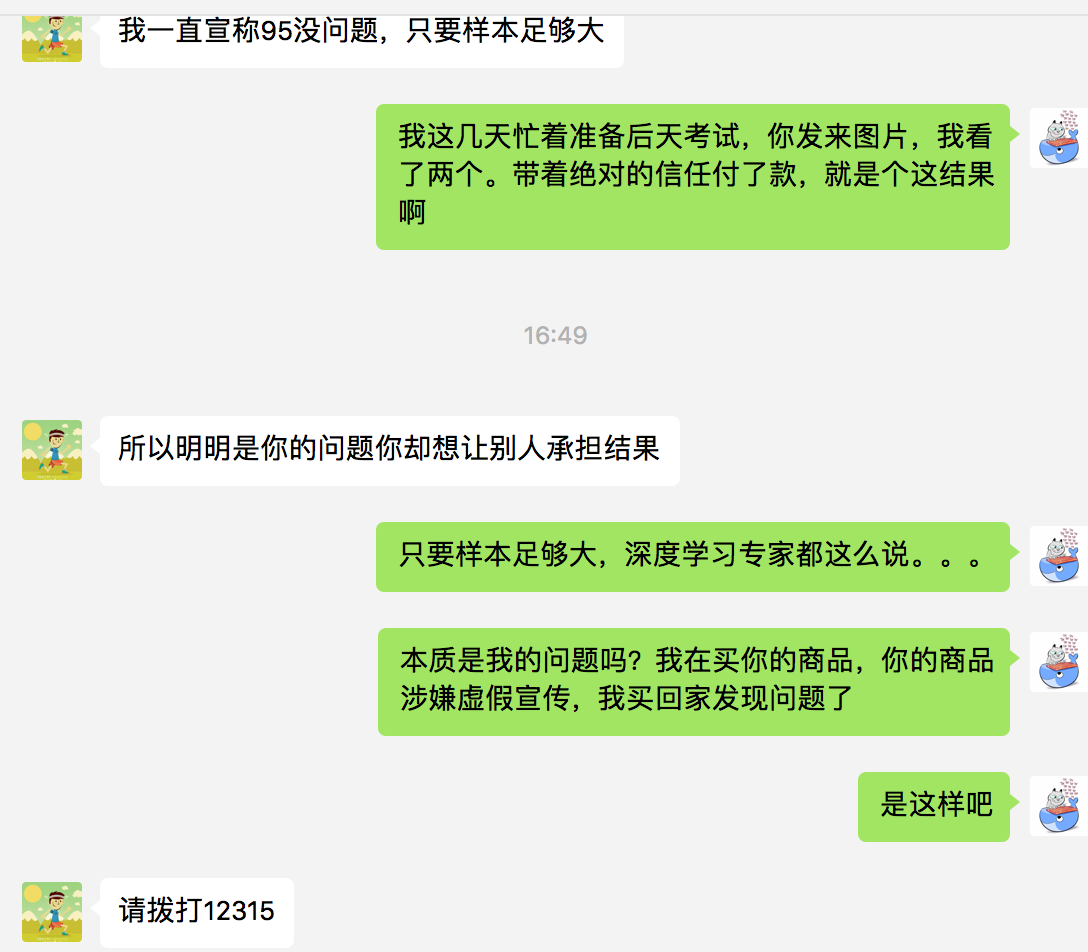 我一直宣称95没问题，只要样本足够大
我这几天忙着准备后天考试，你发来图片，我看
了两个。带着绝对的信任付了款，就是个这结果
啊
16:49
所以明明是你的问题你却想让别人承担结果
只要样本足够大，深度学习专家都这么说。。。
本质是我的问题吗？我在买你的商品，你的商品
涉嫌虚假宣传，我买回家发现问题了
是这样吧
请拨打12315